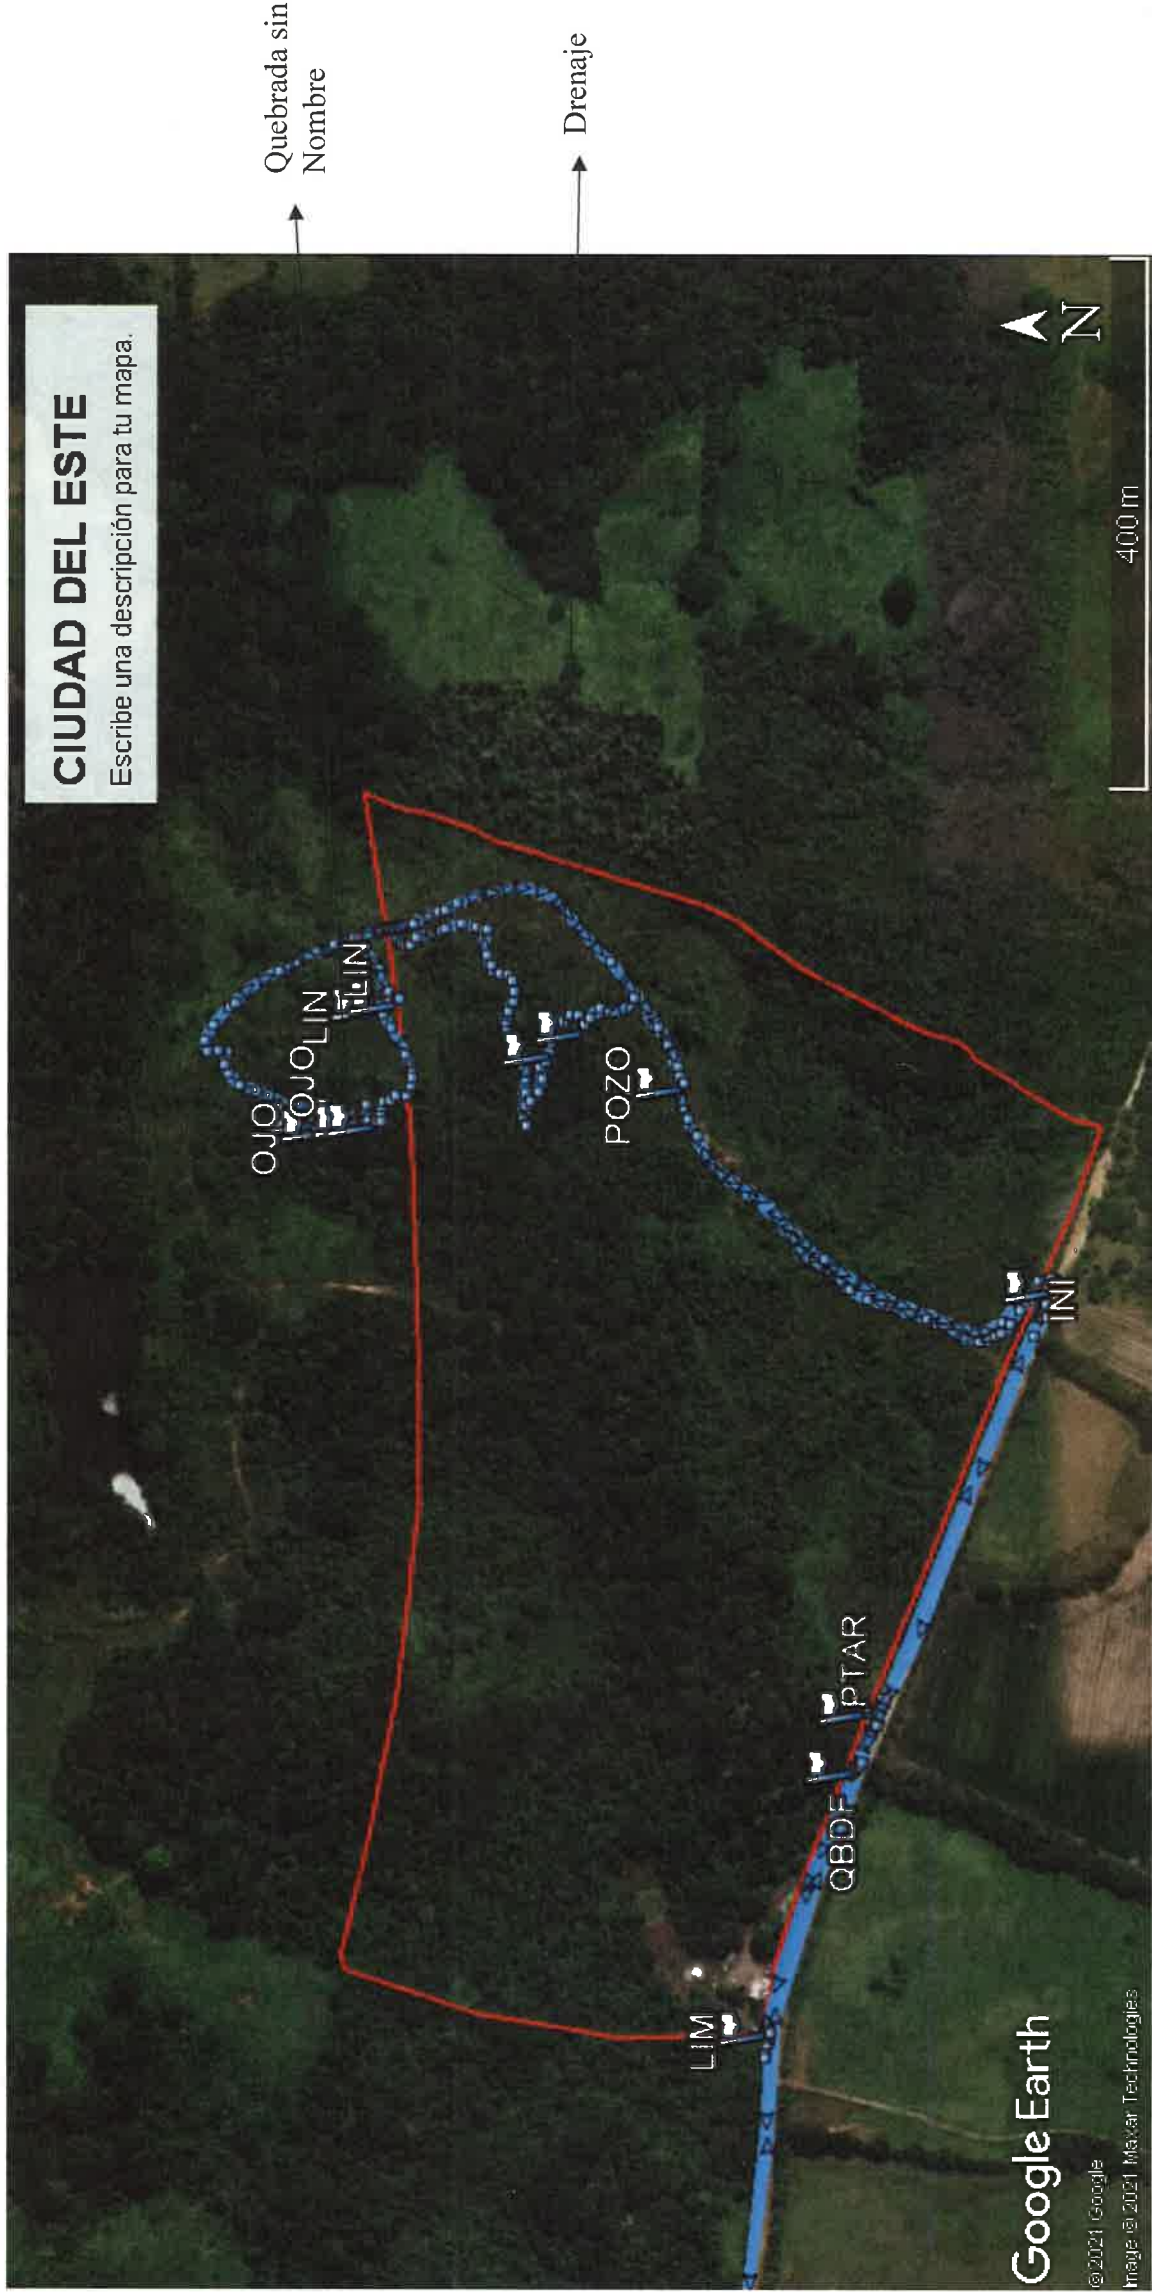 CIUDAD DEL ESTE
Escribe una descripción para tu mapa.
Quebrada sin
Nombre
Drenaje
OJO
OJO
LIN
LIN
POZO
INI
PTAR
QBDF
LIM
N
400 m
Google Earth
© 2021 Google
Image © 2021 Maxar Technologies